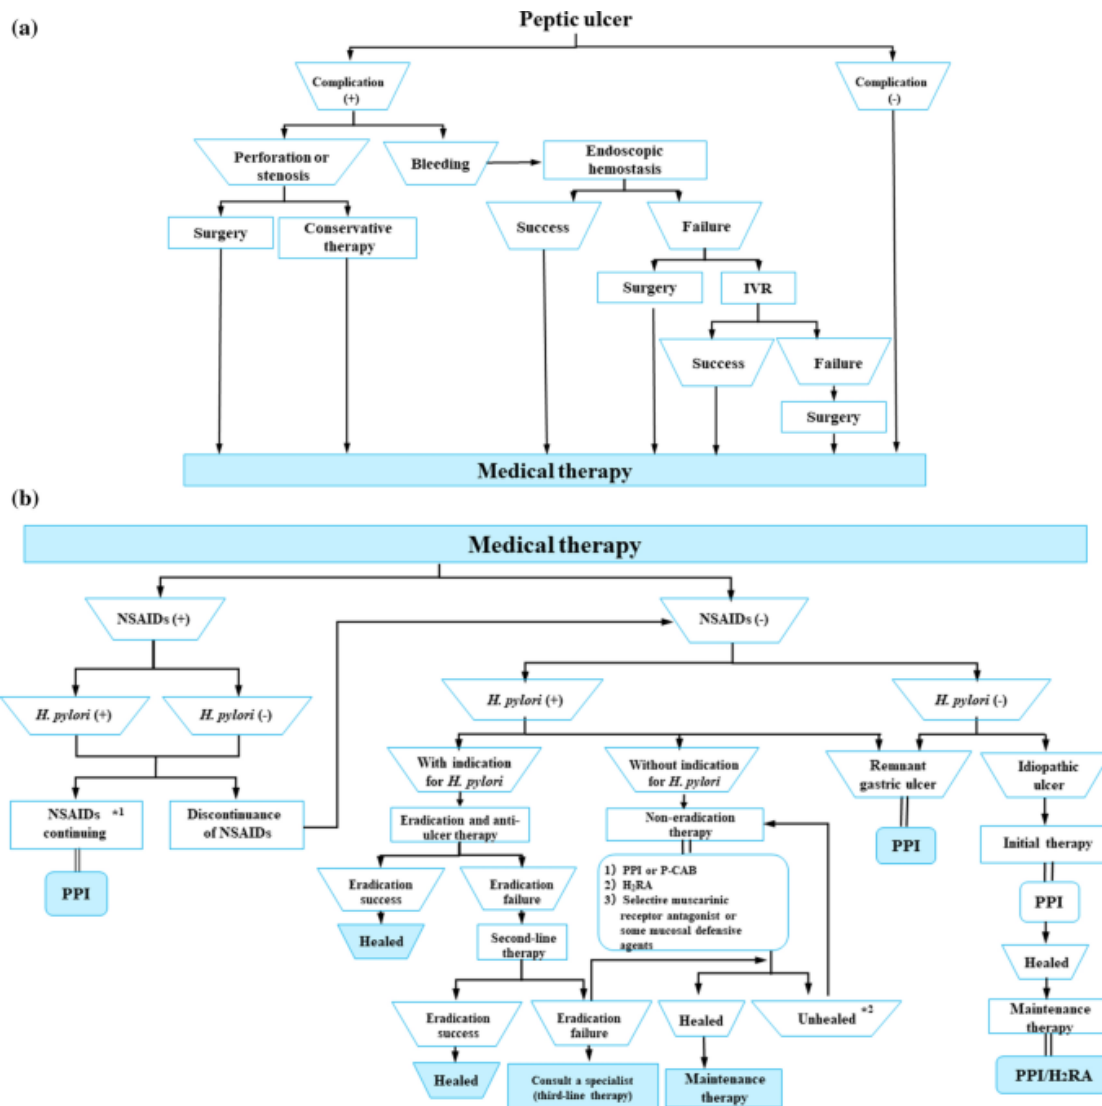 (a)
Peptic ulcer
Complication
(+)
Complication
(-)
Perforation or
stenosis
Bleeding
Endoscopic
hemostasis
Surgery
Conservative
therapy
Success
Failure
Surgery
IVR
Success
Failure
Surgery
Medical therapy
(b)
Medical therapy
NSAIDs (+)
NSAIDs (-)
H. pylori (+)
H. pylori (-)
H. pylori (+)
H. pylori (-)
With indication
for H. pylori
Without indication
for H. pylori
Remnant
gastric ulcer
Idiopathic
ulcer
NSAIDs *1
continuing
Discontinuance
of NSAIDs
Eradication and anti-
ulcer therapy
Non-eradication
therapy
PPI
Initial therapy
PPI
Eradication
success
Eradication
failure
1) PPI or P-CAB
2) H2RA
3) Selective muscarinic
receptor antagonist or
some mucosal defensive
agents
PPI
Healed
Second-line
therapy
Healed
Eradication
success
Eradication
failure
Healed
Unhealed *2
Maintenance
therapy
Healed
Consult a specialist
(third-line therapy)
Maintenance
therapy
PPI/H2RA